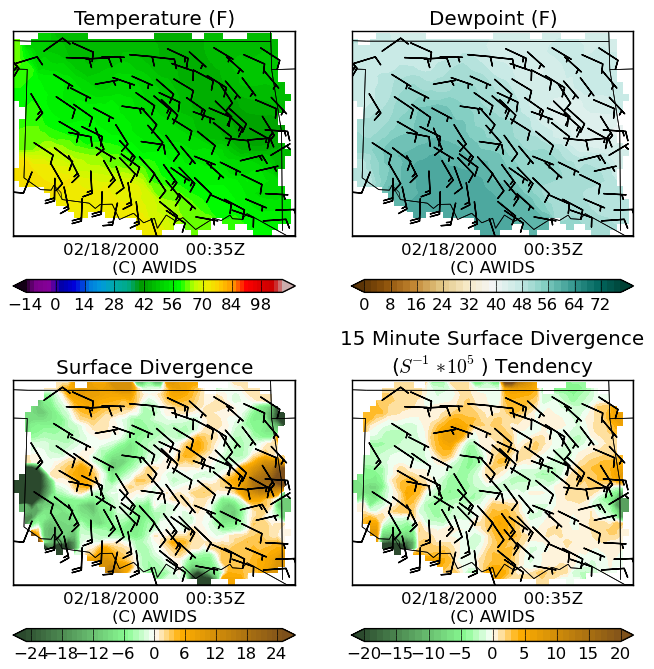 Temperature (F)
Dewpoint (F)
02/18/2000 00:35Z
(C) AWIDS
02/18/2000 00:35Z
(C) AWIDS
−14 0 14 28 42 56 70 84 98
0 8 16 24 32 40 48 56 64 72
Surface Divergence
15 Minute Surface Divergence
(S⁻¹ *10⁵ ) Tendency
02/18/2000 00:35Z
(C) AWIDS
02/18/2000 00:35Z
(C) AWIDS
−24 −18 −12 −6 0 6 12 18 24
−20 −15 −10 −5 0 5 10 15 20